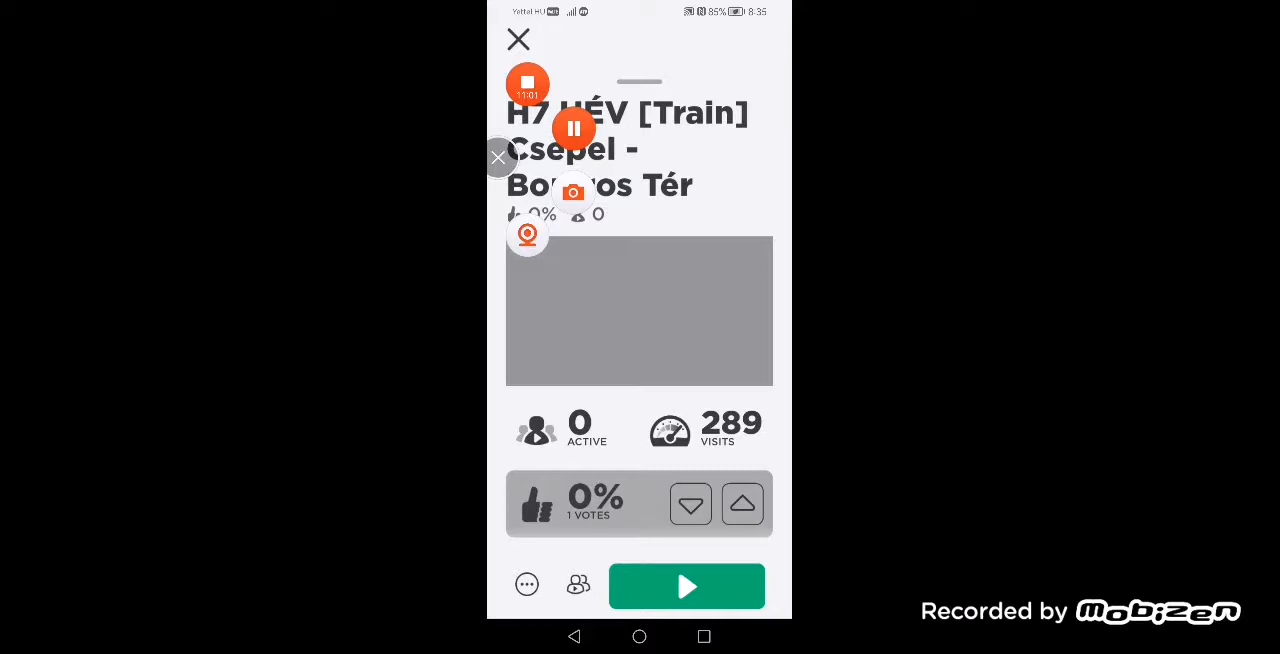 Yettel HU
85% 8:35
11:01
H7 HÉV [Train]
Csepel -
Bo os Tér
0% 0
0
ACTIVE
289
VISITS
0%
1 VOTES
Recorded by mobizen